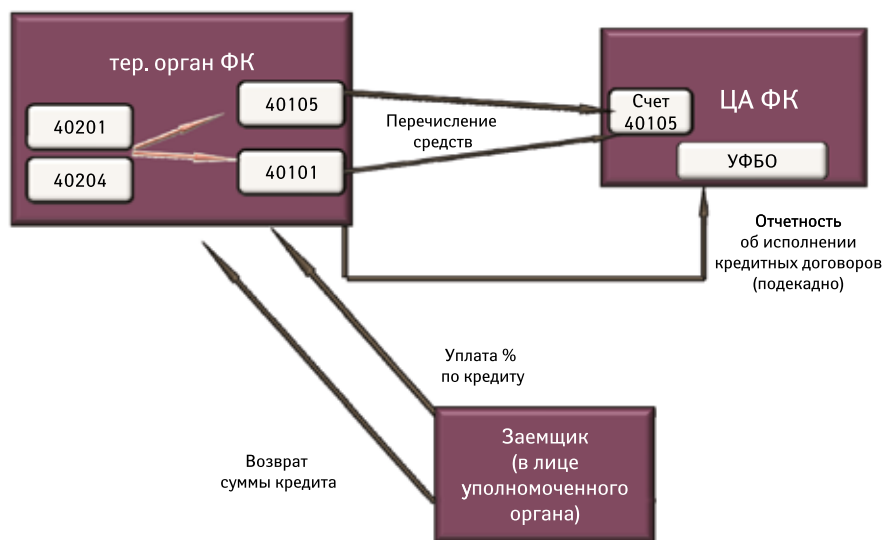 тер. орган ФК
40201
40204
40105
40101
Перечисление
средств
Счет
40105
ЦА ФК
УФБО
Отчетность
об исполнении
кредитных договоров
(подекадно)
Уплата %
по кредиту
Возврат
суммы кредита
Заемщик
(в лице
уполномоченного
органа)